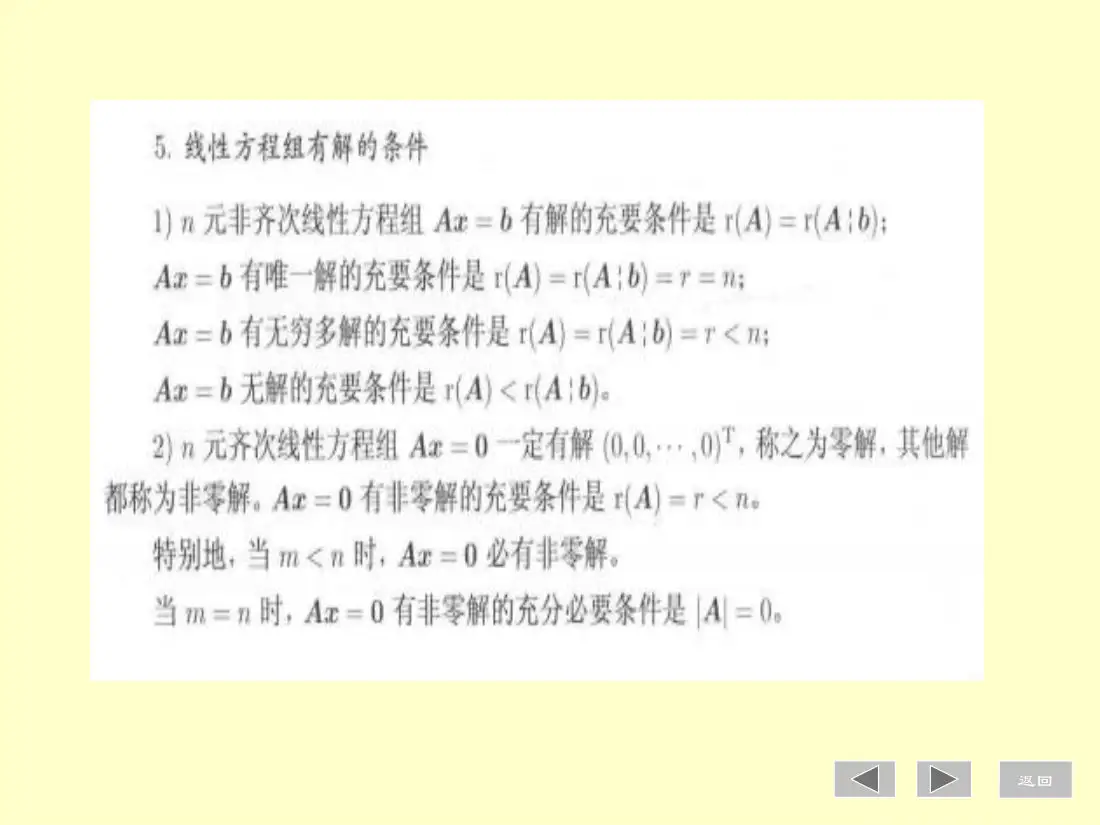 5. 线性方程组有解的条件
1) n 元非齐次线性方程组 Ax = b 有解的充要条件是 r(A) = r(A¦b);
Ax = b 有唯一解的充要条件是 r(A) = r(A¦b) = r = n;
Ax = b 有无穷多解的充要条件是 r(A) = r(A¦b) = r < n;
Ax = b 无解的充要条件是 r(A) < r(A¦b)。
2) n 元齐次线性方程组 Ax = 0 一定有解 (0,0,⋯,0)ᵀ, 称之为零解, 其他解
都称为非零解。Ax = 0 有非零解的充要条件是 r(A) = r < n。
特别地, 当 m < n 时, Ax = 0 必有非零解。
当 m = n 时, Ax = 0 有非零解的充分必要条件是 |A| = 0。
返回